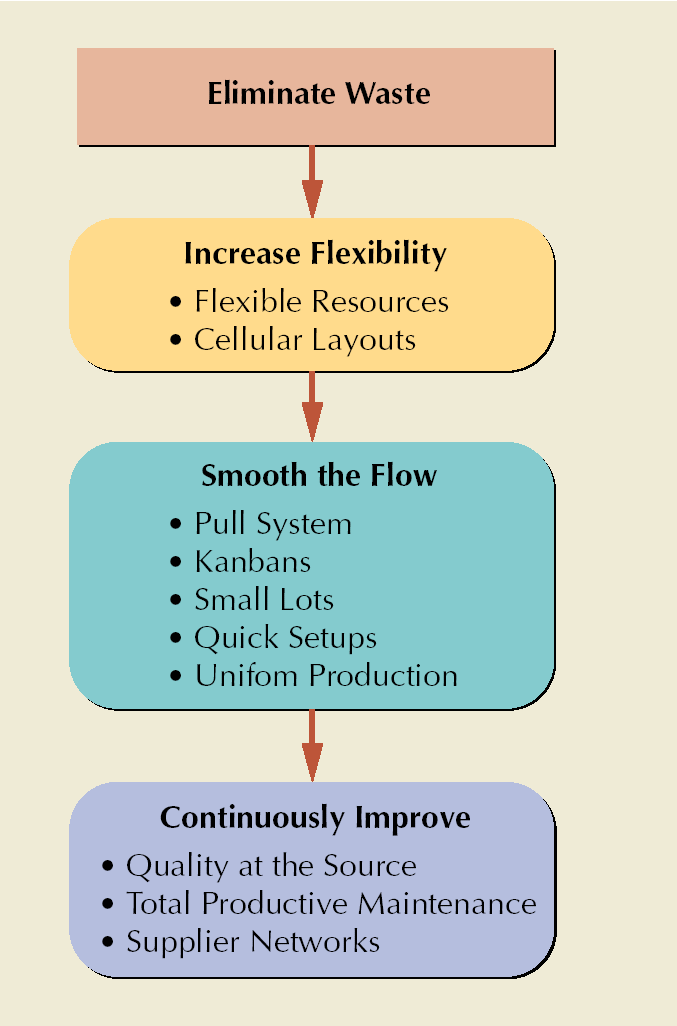 Eliminate Waste
Increase Flexibility
• Flexible Resources
• Cellular Layouts
Smooth the Flow
• Pull System
• Kanbans
• Small Lots
• Quick Setups
• Unifom Production
Continuously Improve
• Quality at the Source
• Total Productive Maintenance
• Supplier Networks